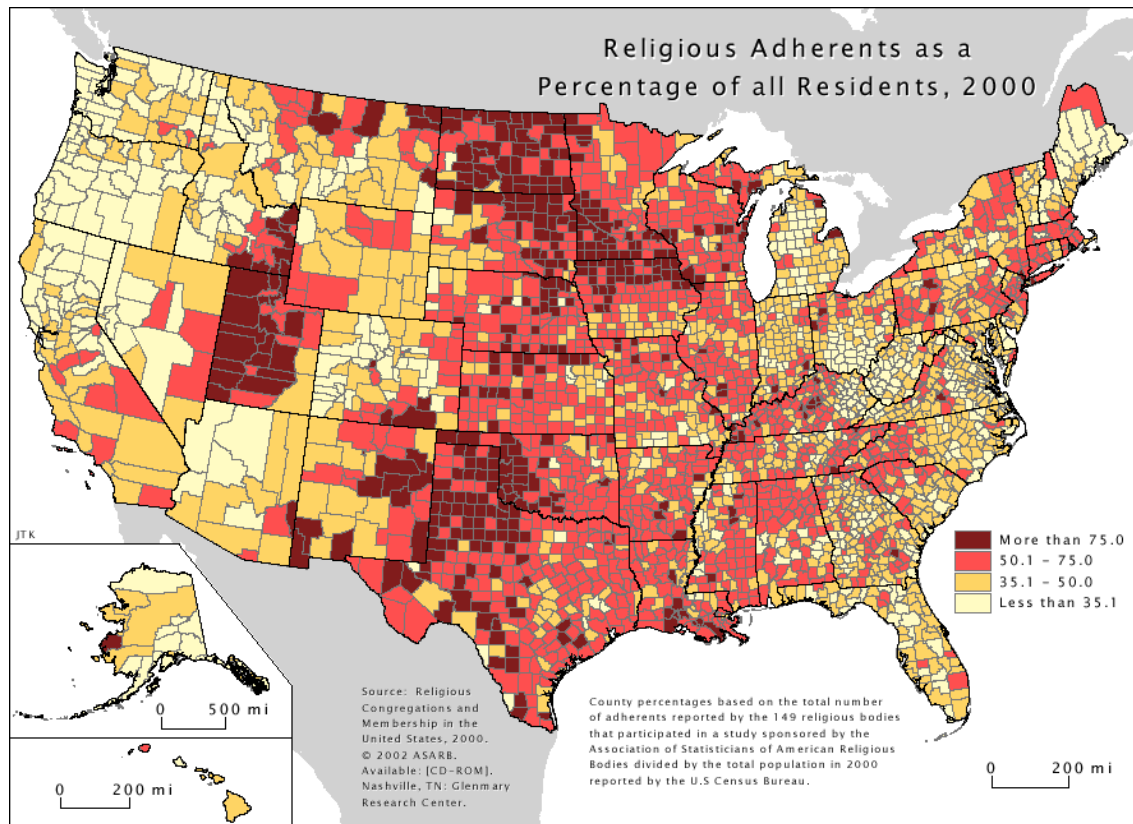 Religious Adherents as a
Percentage of all Residents, 2000
JTK
More than 75.0
50.1 – 75.0
35.1 – 50.0
Less than 35.1
0 500 mi
0 200 mi
Source: Religious
Congregations and
Membership in the
United States, 2000.
© 2002 ASARB.
Available: [CD-ROM].
Nashville, TN: Glenmary
Research Center.
County percentages based on the total number
of adherents reported by the 149 religious bodies
that participated in a study sponsored by the
Association of Statisticians of American Religious
Bodies divided by the total population in 2000
reported by the U.S Census Bureau.
0 200 mi